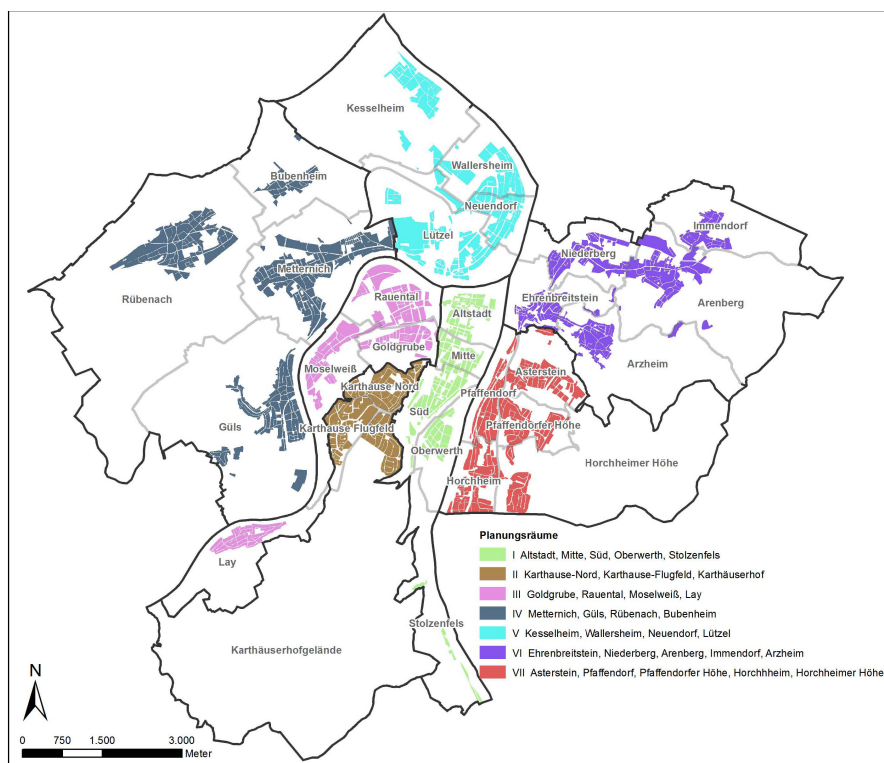 Kesselheim
Wallersheim
Bubenheim
Neuendorf
Immendorf
Lützel
Niederberg
Metternich
Rübenach
Rauental
Ehrenbreitstein
Arenberg
Altstadt
Goldgrube
Mitte
Arzheim
Moselweiß
Asterstein
Karthause Nord
Pfaffendorf
Süd
Güls
Karthause Flugfeld
Pfaffendorfer Höhe
Oberwerth
Horchheimer Höhe
Horchheim
Lay
Stolzenfels
Karthäuserhofgelände
Planungsräume
I Altstadt, Mitte, Süd, Oberwerth, Stolzenfels
II Karthause-Nord, Karthause-Flugfeld, Karthäuserhof
III Goldgrube, Rauental, Moselweiß, Lay
IV Metternich, Güls, Rübenach, Bubenheim
V Kesselheim, Wallersheim, Neuendorf, Lützel
VI Ehrenbreitstein, Niederberg, Arenberg, Immendorf, Arzheim
VII Asterstein, Pfaffendorf, Pfaffendorfer Höhe, Horchhheim, Horchheimer Höhe
N
0 750 1.500 3.000
Meter